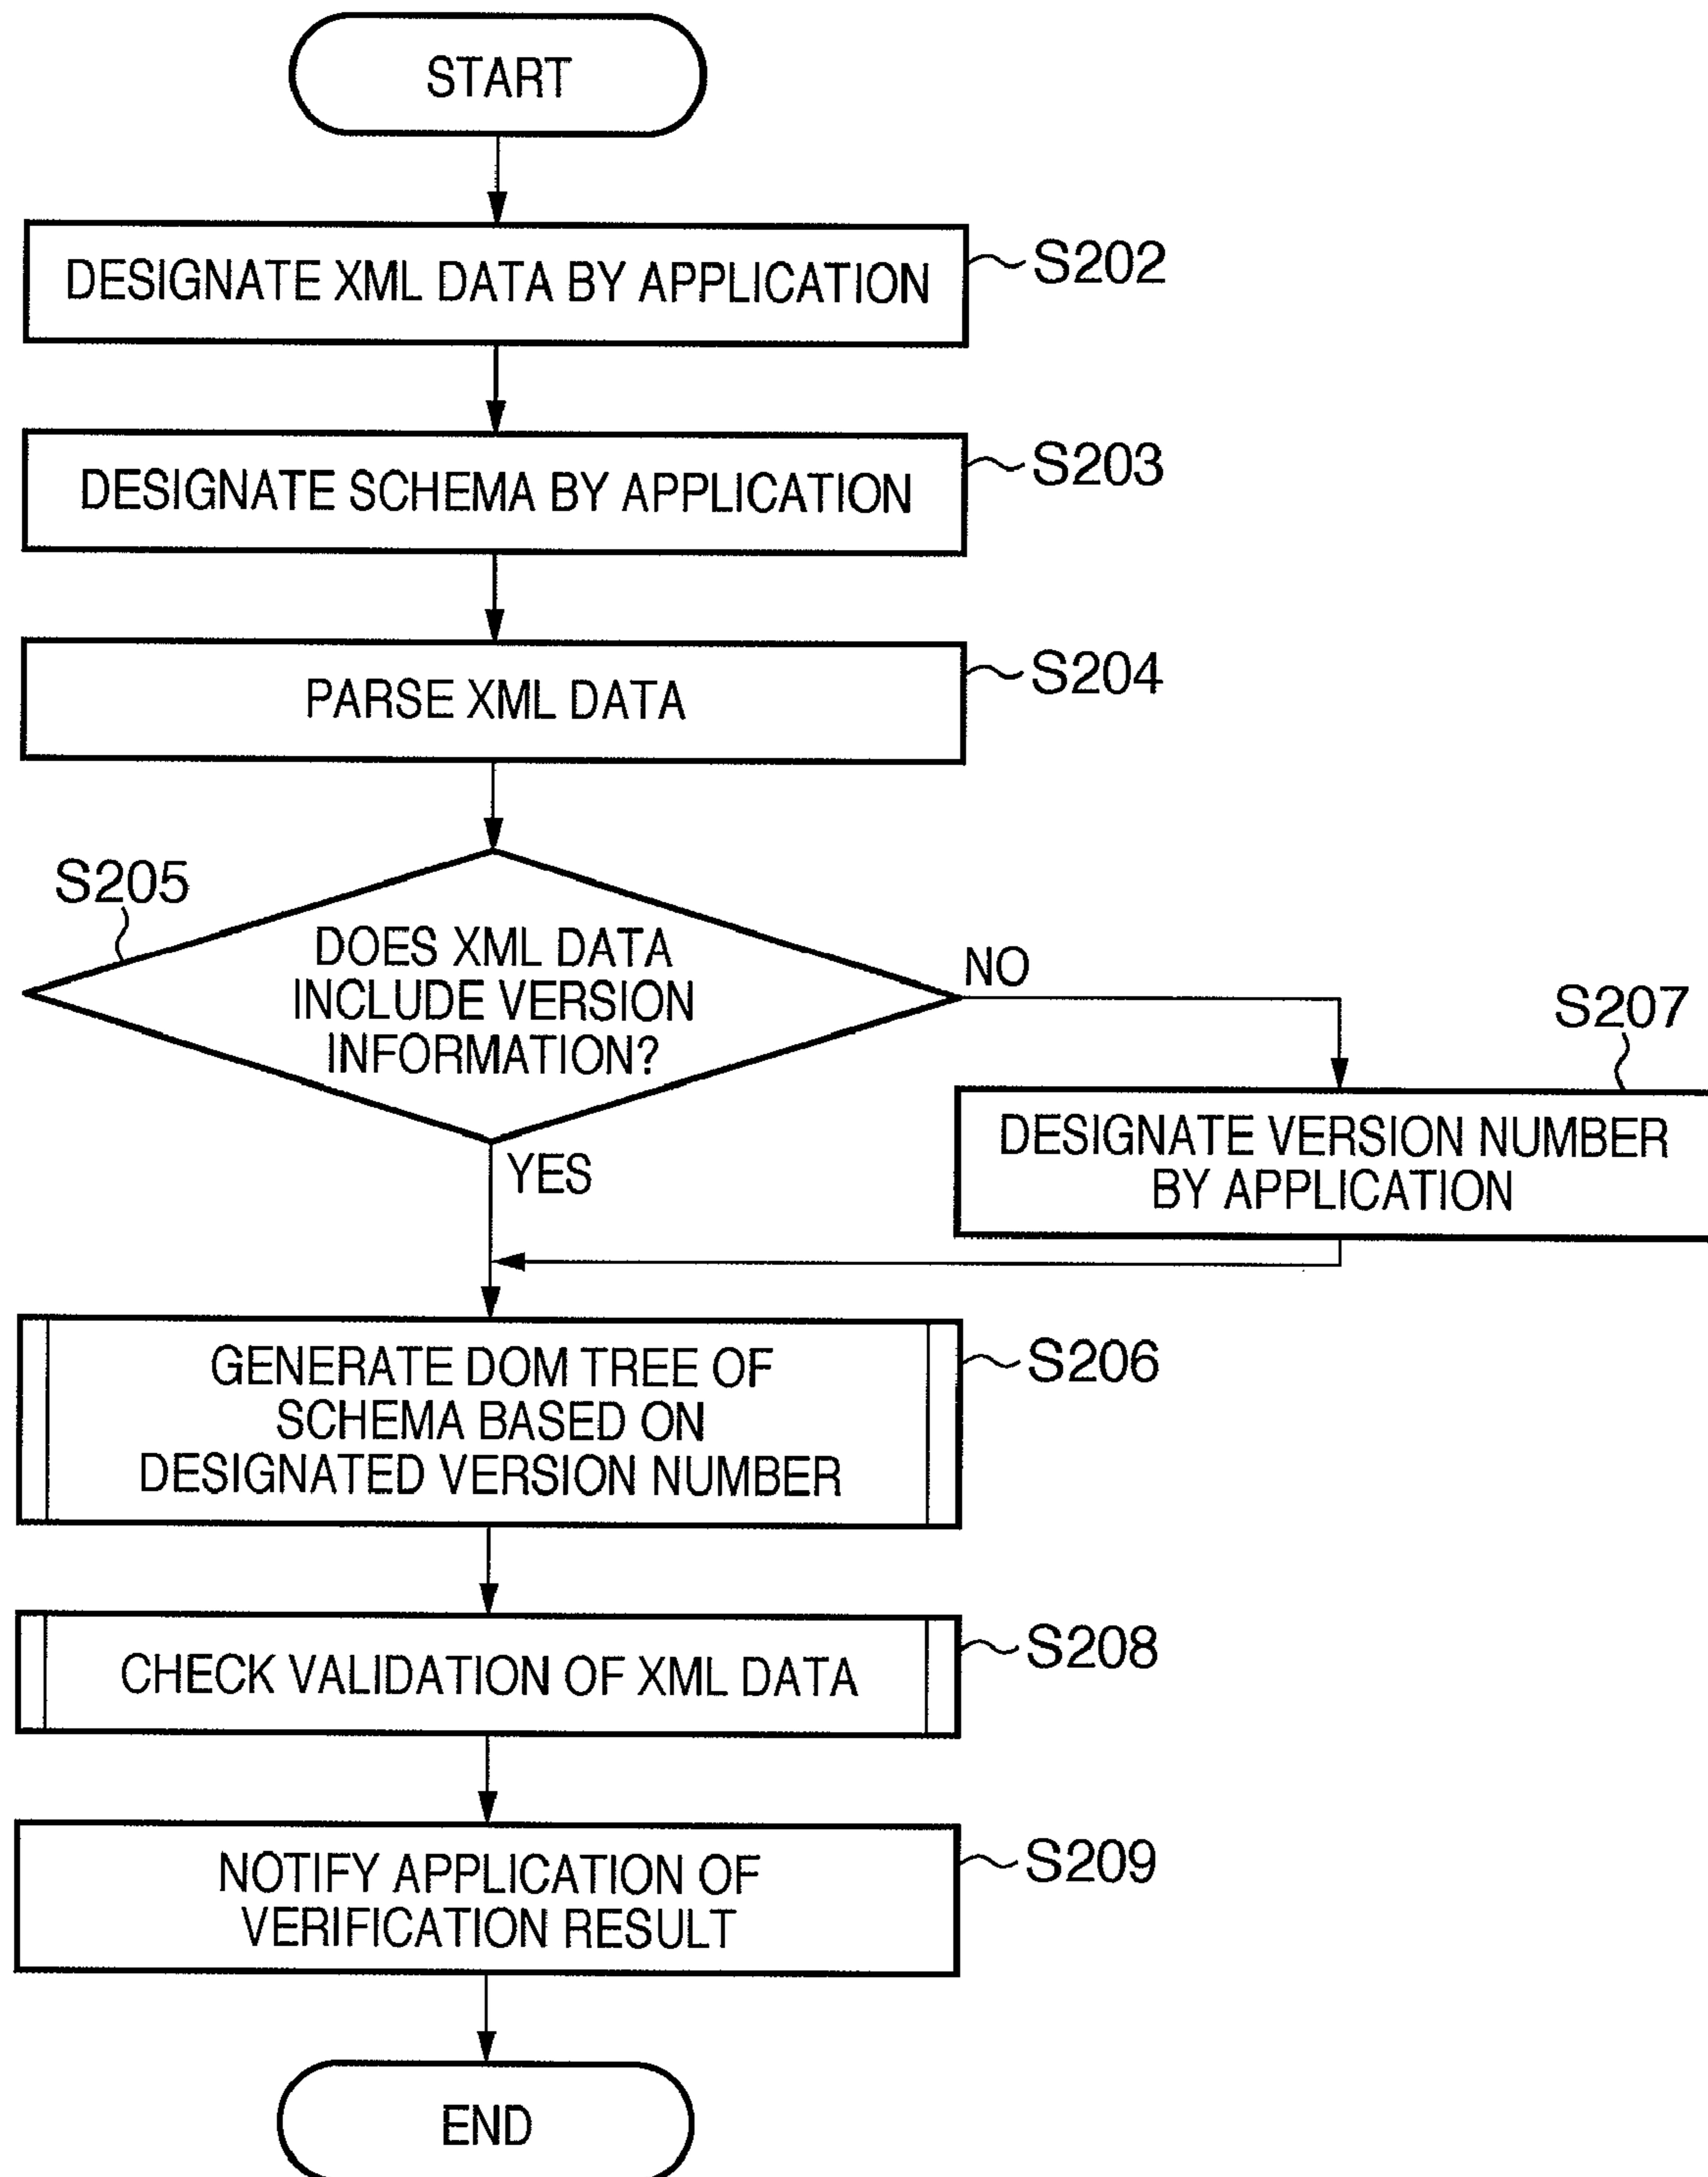 START
DESIGNATE XML DATA BY APPLICATION
S202
DESIGNATE SCHEMA BY APPLICATION
S203
PARSE XML DATA
S204
S205
DOES XML DATA
INCLUDE VERSION
INFORMATION?
NO
YES
S207
DESIGNATE VERSION NUMBER
BY APPLICATION
GENERATE DOM TREE OF
SCHEMA BASED ON
DESIGNATED VERSION NUMBER
S206
CHECK VALIDATION OF XML DATA
S208
NOTIFY APPLICATION OF
VERIFICATION RESULT
S209
END